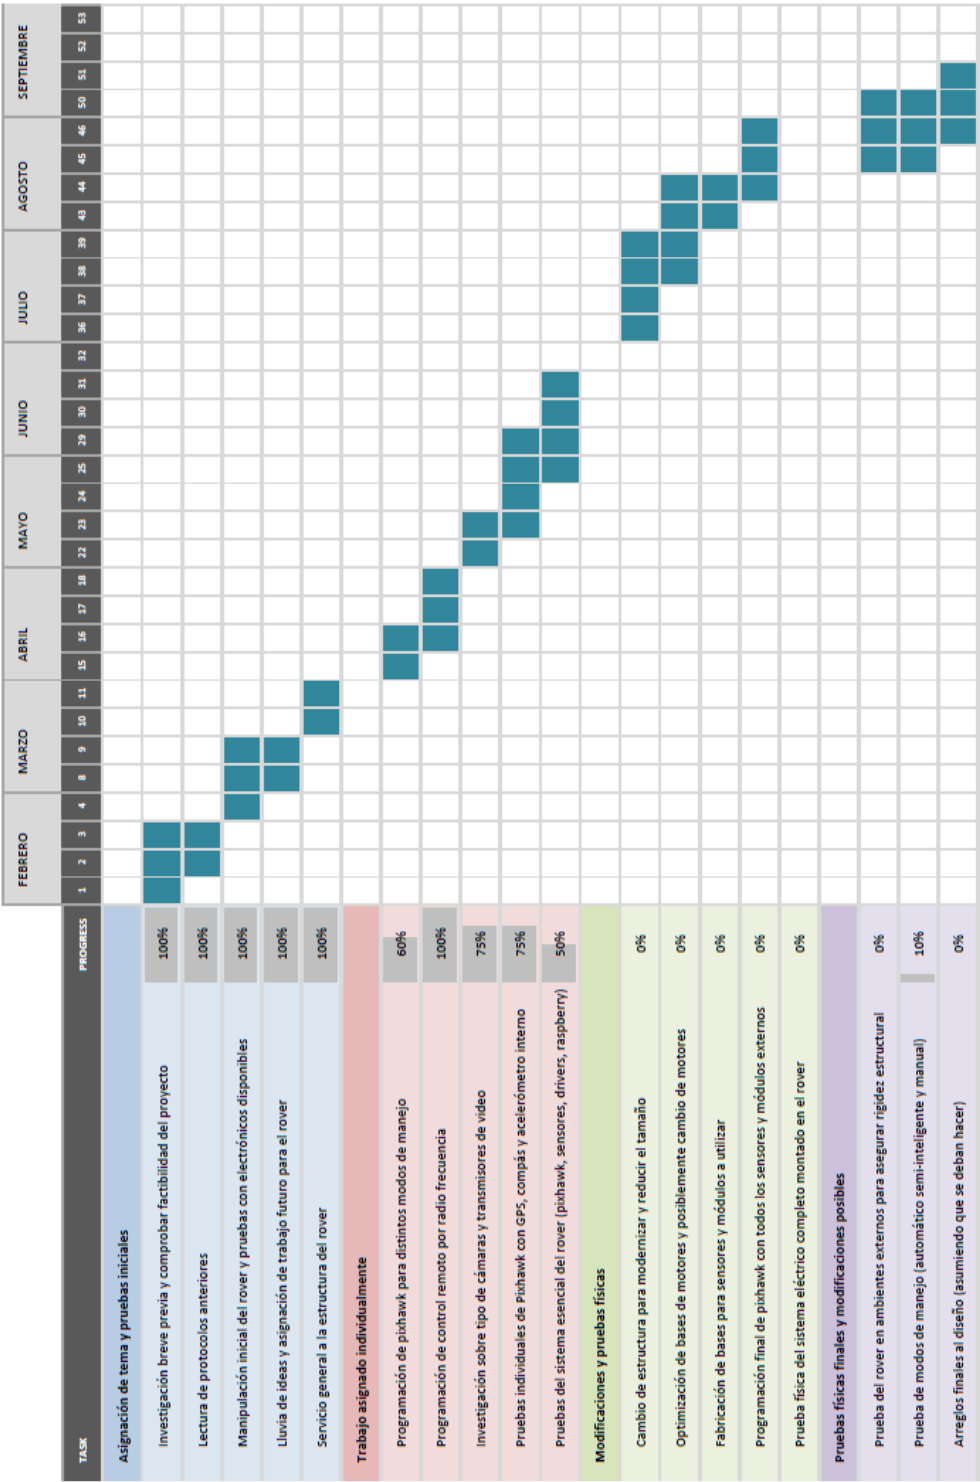 FEBRERO MARZO ABRIL MAYO JUNIO JULIO AGOSTO SEPTIEMBRE
TASK PROGRESS 1 2 3 4 8 9 10 11 15 16 17 18 22 23 24 25 29 30 31 32 36 37 38 39 43 44 45 46 50 51 52 53
Asignación de tema y pruebas iniciales
Investigación breve previa y comprobar factibilidad del proyecto 100%
Lectura de protocolos anteriores 100%
Manipulación inicial del rover y pruebas con electrónicos disponibles 100%
Lluvia de ideas y asignación de trabajo futuro para el rover 100%
Servicio general a la estructura del rover 100%
Trabajo asignado individualmente
Programación de pixhawk para distintos modos de manejo 60%
Programación de control remoto por radio frecuencia 100%
Investigación sobre tipo de cámaras y transmisores de video 75%
Pruebas individuales de Pixhawk con GPS, compás y acelerómetro interno 75%
Pruebas del sistema esencial del rover (pixhawk, sensores, drivers, raspberry) 50%
Modificaciones y pruebas físicas
Cambio de estructura para modernizar y reducir el tamaño 0%
Optimización de bases de motores y posiblemente cambio de motores 0%
Fabricación de bases para sensores y módulos a utilizar 0%
Programación final de pixhawk con todos los sensores y módulos externos 0%
Prueba física del sistema eléctrico completo montado en el rover 0%
Pruebas físicas finales y modificaciones posibles
Prueba del rover en ambientes externos para asegurar rigidez estructural 0%
Prueba de modos de manejo (automático semi-inteligente y manual) 10%
Arreglos finales al diseño (asumiendo que se deban hacer) 0%